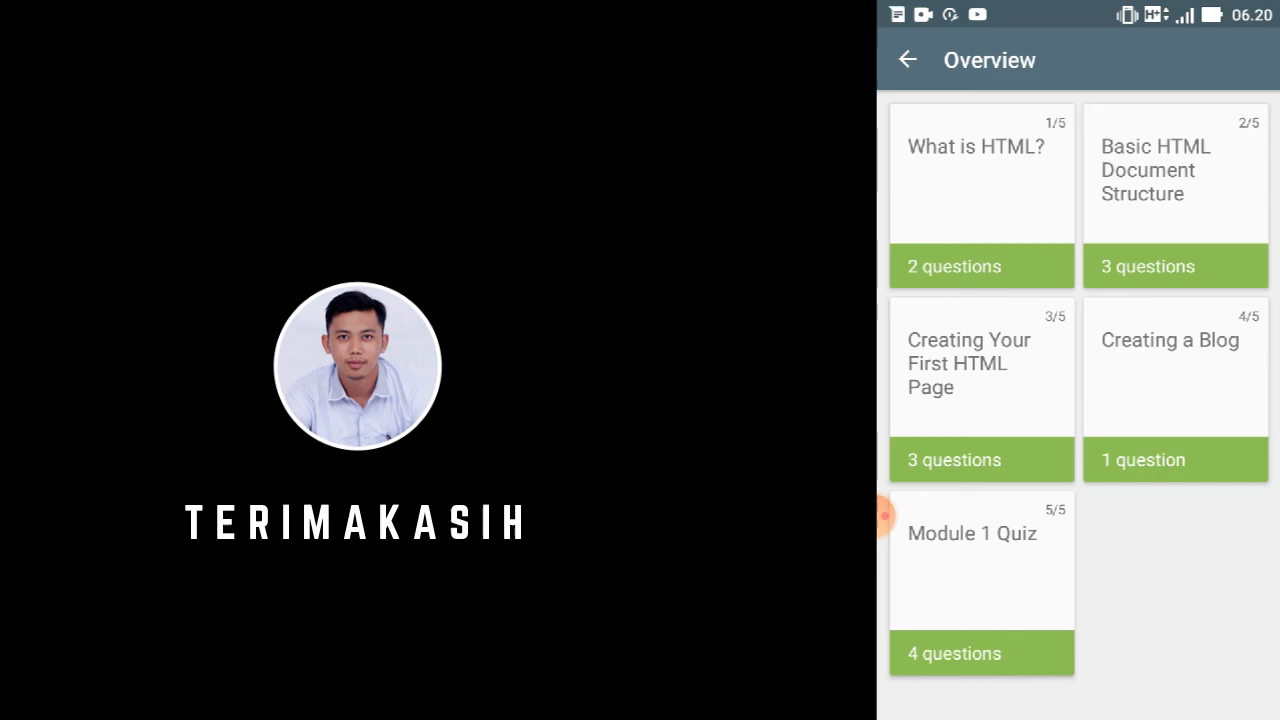 TERIMAKASIH
H+
06.20
Overview
1/5
What is HTML?
2 questions
2/5
Basic HTML
Document
Structure
3 questions
3/5
Creating Your
First HTML
Page
3 questions
4/5
Creating a Blog
1 question
5/5
Module 1 Quiz
4 questions